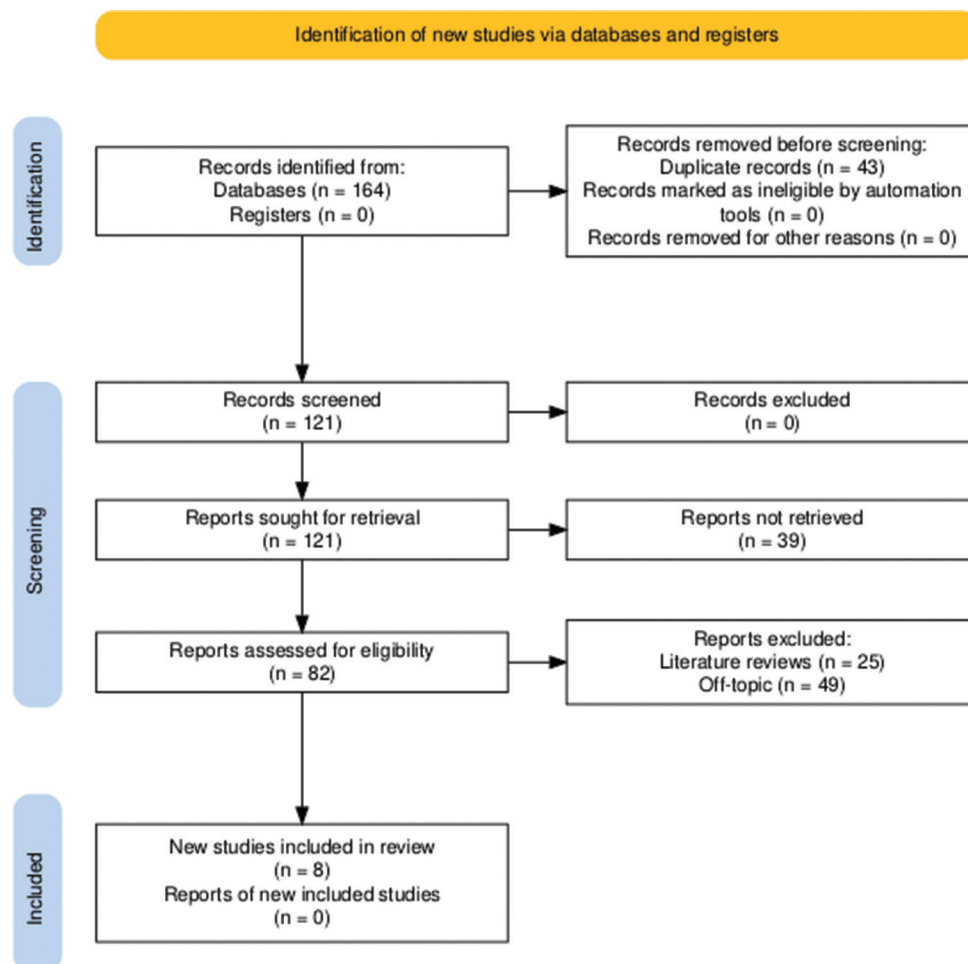 Identification of new studies via databases and registers
Identification
Records identified from:
Databases (n = 164)
Registers (n = 0)
Records removed before screening:
Duplicate records (n = 43)
Records marked as ineligible by automation
tools (n = 0)
Records removed for other reasons (n = 0)
Screening
Records screened
(n = 121)
Records excluded
(n = 0)
Reports sought for retrieval
(n = 121)
Reports not retrieved
(n = 39)
Reports assessed for eligibility
(n = 82)
Reports excluded:
Literature reviews (n = 25)
Off-topic (n = 49)
Included
New studies included in review
(n = 8)
Reports of new included studies
(n = 0)